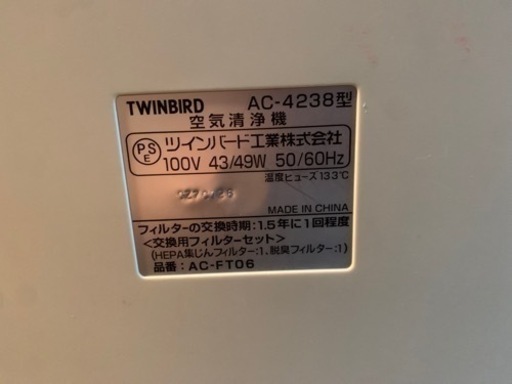 TWINBIRD AC-4238型
空気清浄機
PSE ツインバード工業株式会社
100V 43/49W 50/60Hz
温度ヒューズ 133℃
MADE IN CHINA
フィルターの交換時期:1.5年に1回程度
<交換用フィルターセット>
(HEPA集じんフィルター:1.脱臭フィルター:1)
品番:AC-FT06